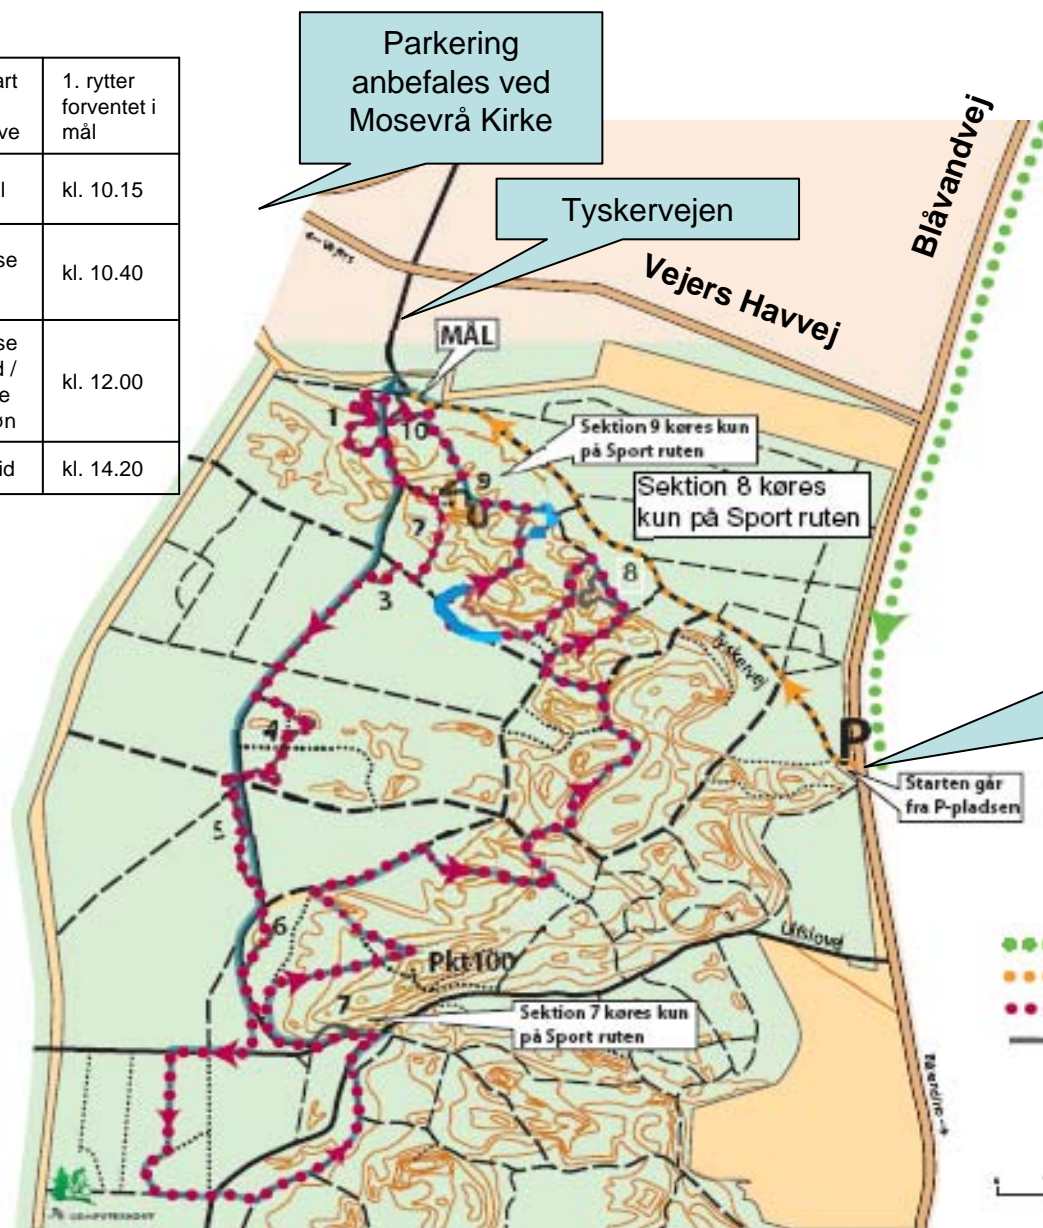 Parkering
anbefales ved
Mosevrå Kirke
art
ve
1. rytter
forventet i
mål
l
kl. 10.15
se
kl. 10.40
se
d /
e
øn
kl. 12.00
id
kl. 14.20
Blåvandvej
Tyskervejen
←Vejers
Vejers Havvej
MÅL
1
10
Sektion 9 køres kun
på Sport ruten
9
Sektion 8 køres
kun på Sport ruten
U
8
3
Tyskervej
4
P
Starten går
fra P-pladsen
5
6
Pkt100
7
Sektion 7 køres kun
på Sport ruten